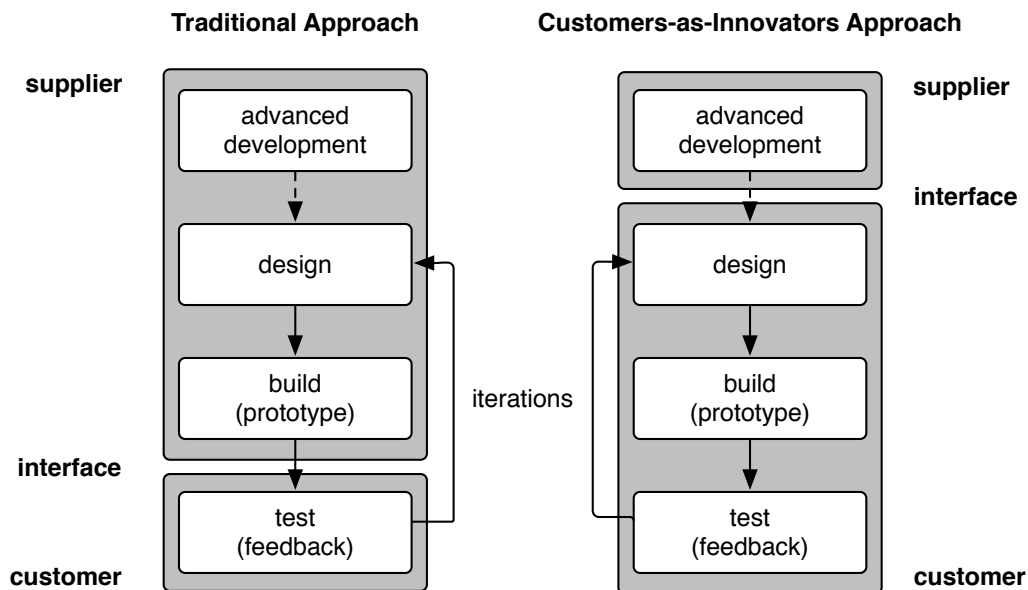 Traditional Approach
supplier
advanced
development
design
build
(prototype)
interface
test
(feedback)
customer
iterations
Customers-as-Innovators Approach
supplier
advanced
development
interface
design
build
(prototype)
test
(feedback)
customer